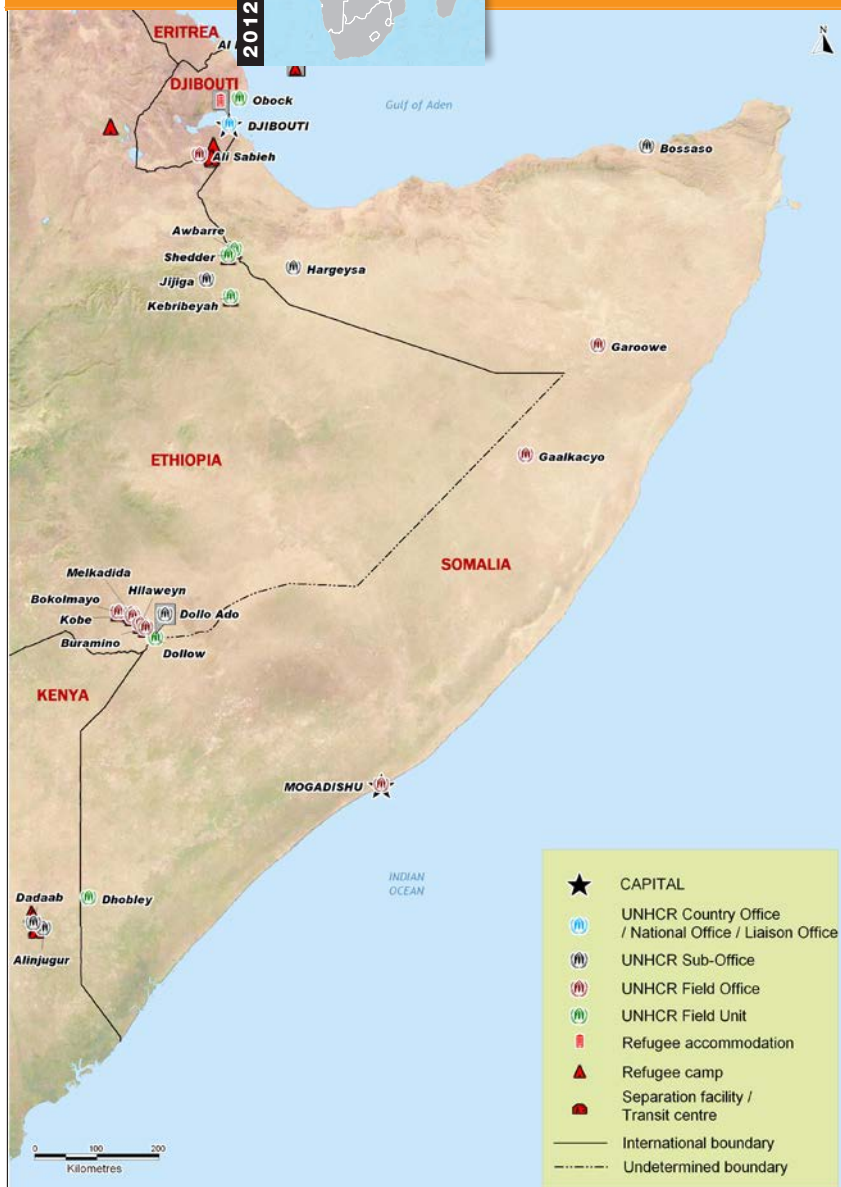 2012
ERITREA
Al
DJIBOUTI
Obock
DJIBOUTI
Ali Sabieh
Gulf of Aden
N
Bossaso
Awbarre
Shedder
Jijiga
Kebribeyah
Hargeysa
Garoowe
Gaalkacyo
ETHIOPIA
SOMALIA
Melkadida
Hilaweyn
Bokolmayo
Kobe
Buramino
Dollo Ado
Dollow
KENYA
MOGADISHU
INDIAN
OCEAN
Dadaab
Dhobley
Alinjugur
0 100 200
Kilometres
CAPITAL
UNHCR Country Office
/ National Office / Liaison Office
UNHCR Sub-Office
UNHCR Field Office
UNHCR Field Unit
Refugee accommodation
Refugee camp
Separation facility /
Transit centre
International boundary
Undetermined boundary